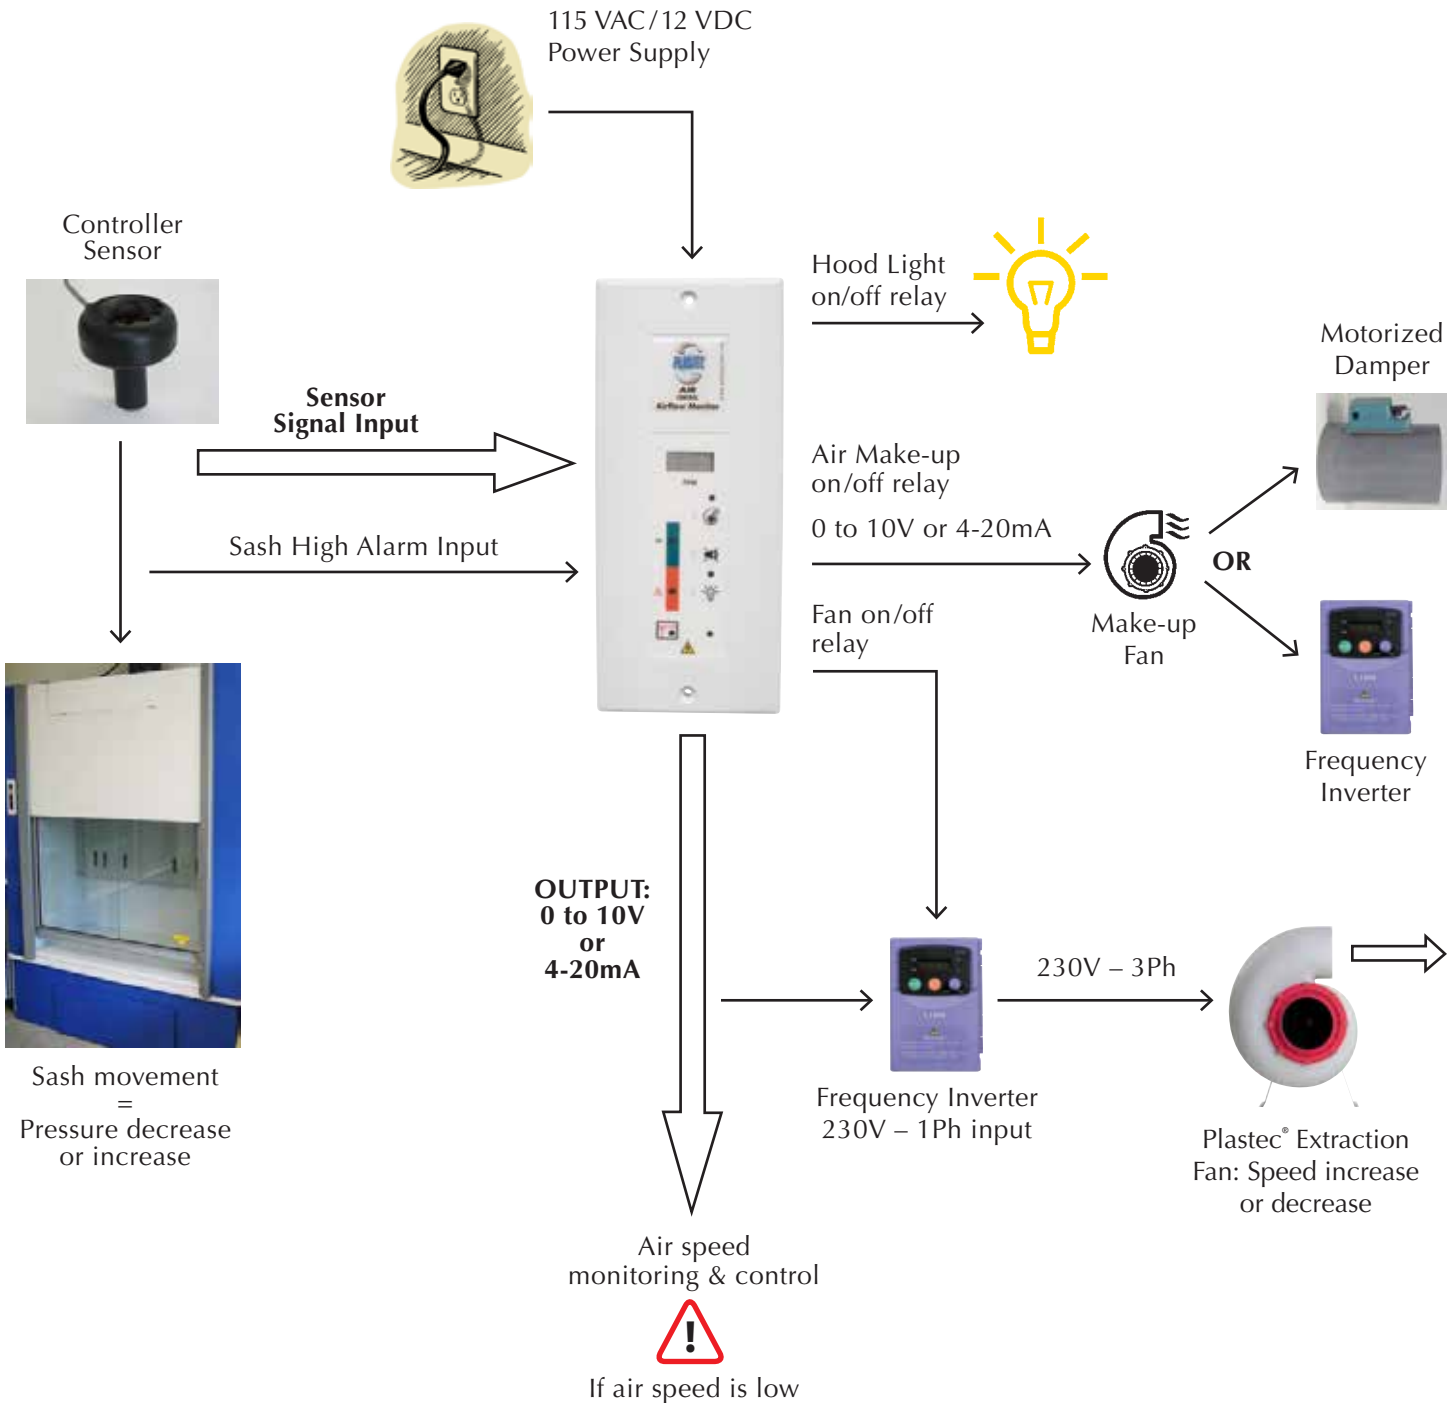 115 VAC/12 VDC
Power Supply
Controller
Sensor
Hood Light
on/off relay
Motorized
Damper
Sensor
Signal Input
AIR
Airflow Monitor
Air Make-up
on/off relay
0 to 10V or 4-20mA
Sash High Alarm Input
OR
Fan on/off
relay
Make-up
Fan
Frequency
Inverter
OUTPUT:
0 to 10V
or
4-20mA
230V – 3Ph
Sash movement
=
Pressure decrease
or increase
Frequency Inverter
230V – 1Ph input
Plastec® Extraction
Fan: Speed increase
or decrease
Air speed
monitoring & control
!
If air speed is low